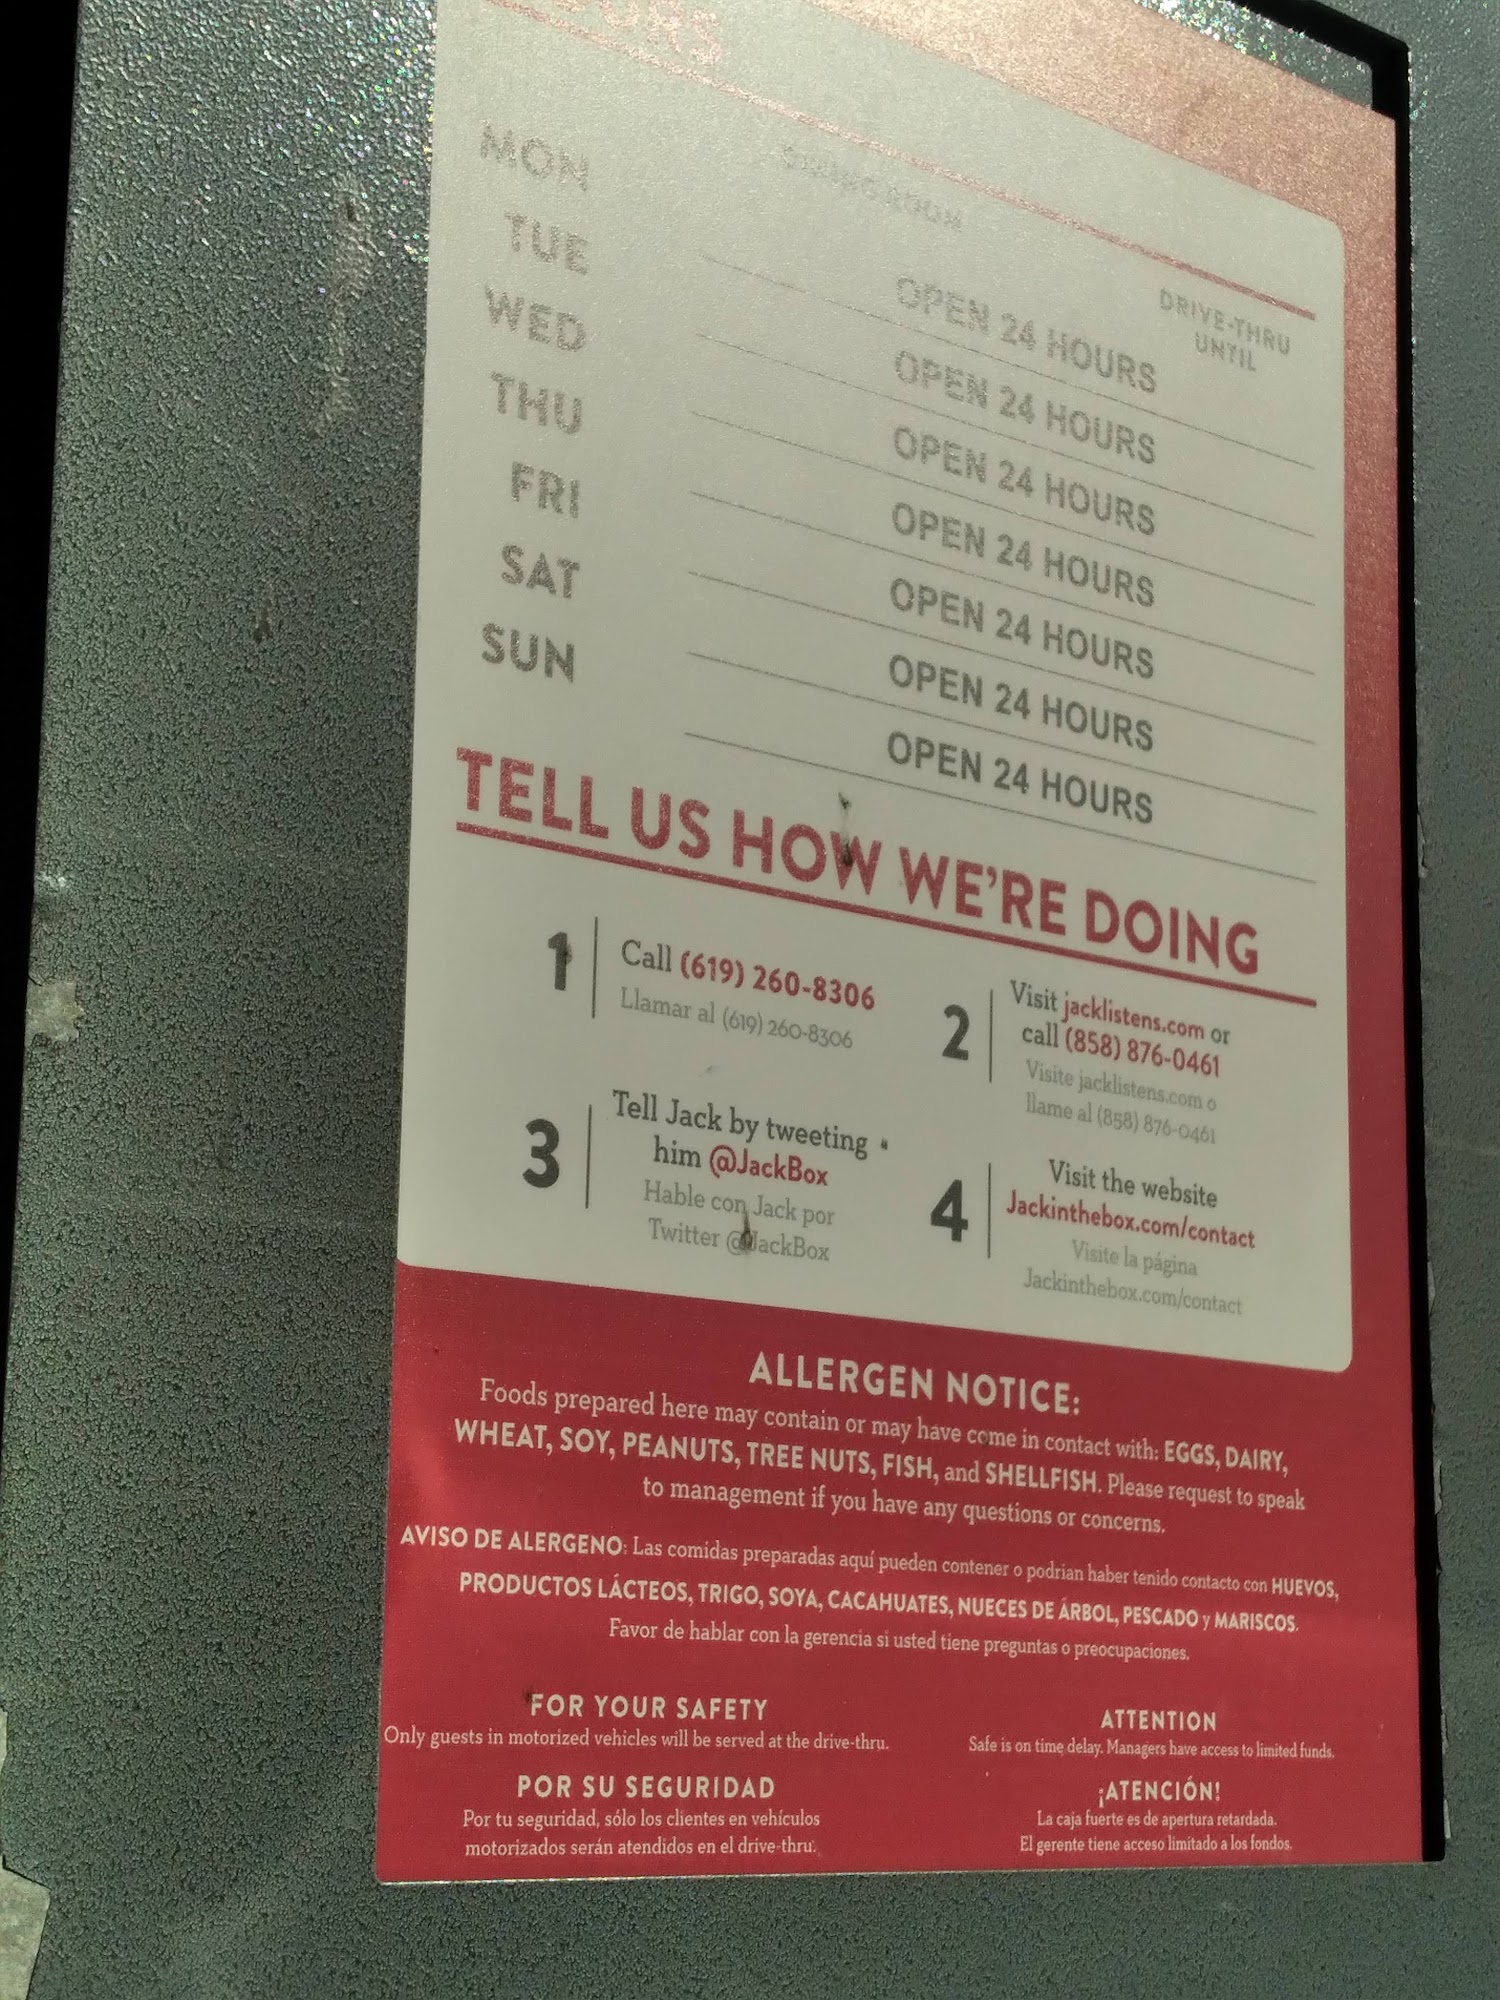 HOURS
DINING ROOM
DRIVE-THRU
UNTIL
MON OPEN 24 HOURS
TUE OPEN 24 HOURS
WED OPEN 24 HOURS
THU OPEN 24 HOURS
FRI OPEN 24 HOURS
SAT OPEN 24 HOURS
SUN OPEN 24 HOURS
TELL US HOW WE'RE DOING
1
Call (619) 260-8306
Llamar al (619) 260-8306
2
Visit jacklistens.com or
call (858) 876-0461
Visite jacklistens.com o
llame al (858) 876-0461
3
Tell Jack by tweeting
him @JackBox
Hable con Jack por
Twitter @JackBox
4
Visit the website
Jackinthebox.com/contact
Visite la página
Jackinthebox.com/contact
ALLERGEN NOTICE:
Foods prepared here may contain or may have come in contact with: EGGS, DAIRY,
WHEAT, SOY, PEANUTS, TREE NUTS, FISH, and SHELLFISH. Please request to speak
to management if you have any questions or concerns.
AVISO DE ALERGENO: Las comidas preparadas aquí pueden contener o podrian haber tenido contacto con HUEVOS,
PRODUCTOS LÁCTEOS, TRIGO, SOYA, CACAHUATES, NUECES DE ÁRBOL, PESCADO y MARISCOS.
Favor de hablar con la gerencia si usted tiene preguntas o preocupaciones.
FOR YOUR SAFETY
Only guests in motorized vehicles will be served at the drive-thru.
POR SU SEGURIDAD
Por tu seguridad, sólo los clientes en vehículos
motorizados serán atendidos en el drive-thru.
ATTENTION
Safe is on time delay. Managers have access to limited funds.
¡ATENCIÓN!
La caja fuerte es de apertura retardada.
El gerente tiene acceso limitado a los fondos.